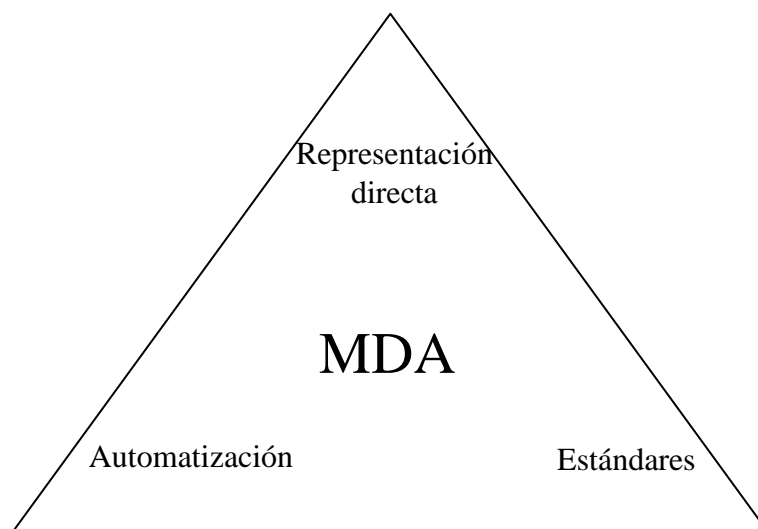 Representación
directa
MDA
Automatización
Estándares